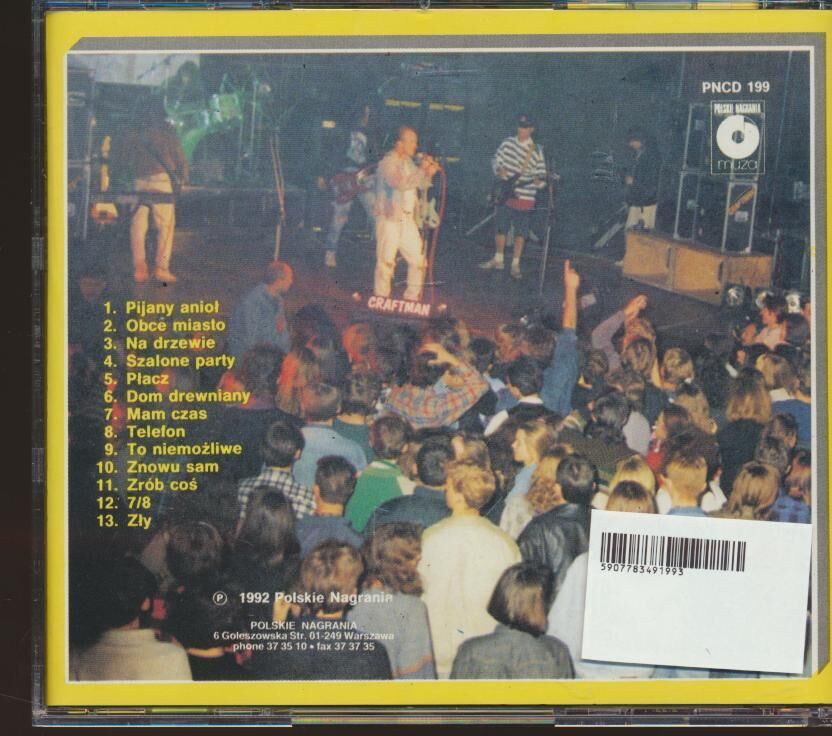 PNCD 199
POLSKIE NAGRANIA
muza
CRAFTMAN
1. Pijany anioł
2. Obce miasto
3. Na drzewie
4. Szalone party
5. Płacz
6. Dom drewniany
7. Mam czas
8. Telefon
9. To niemożliwe
10. Znowu sam
11. Zrób coś
12. 7/8
13. Zły
5907783491993
Ⓟ 1992 Polskie Nagrania
POLSKIE NAGRANIA
6 Goleszowska Str. 01-249 Warszawa
phone 37 35 10 • fax 37 37 35